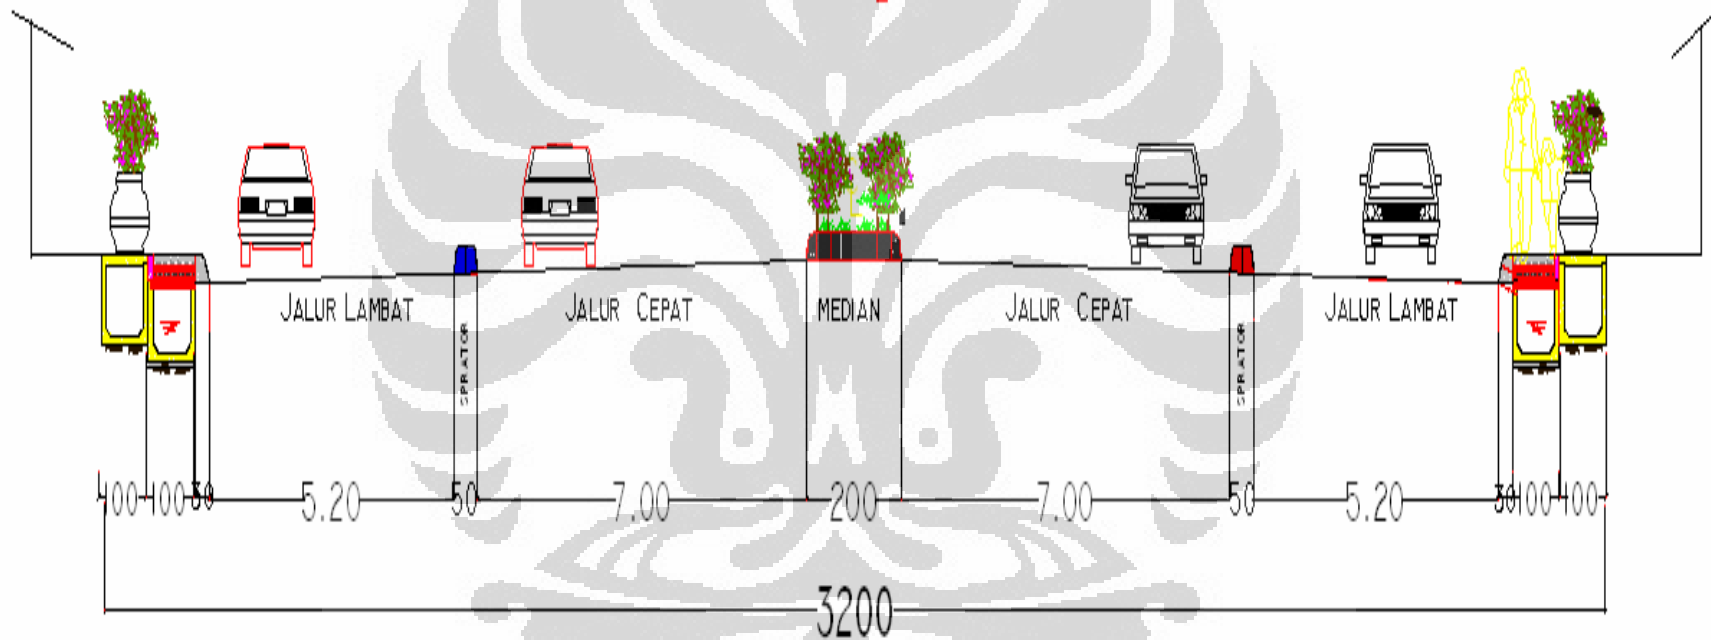 JALUR LAMBAT JALUR CEPAT MEDIAN JALUR CEPAT JALUR LAMBAT
SPRATOR SPRATOR
100 100 30 5.20 50 7.00 200 7.00 50 5.20 30 100 100
3200